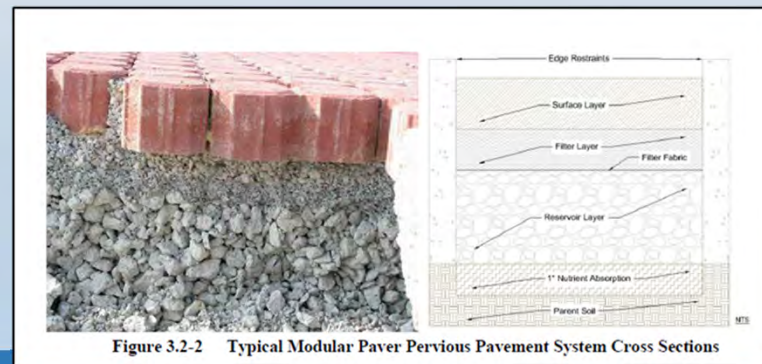 Edge Restraints
Surface Layer
Filter Layer
Filter Fabric
Reservoir Layer
1" Nutrient Absorption
Parent Soil
NTS
Figure 3.2-2 Typical Modular Paver Pervious Pavement System Cross Sections